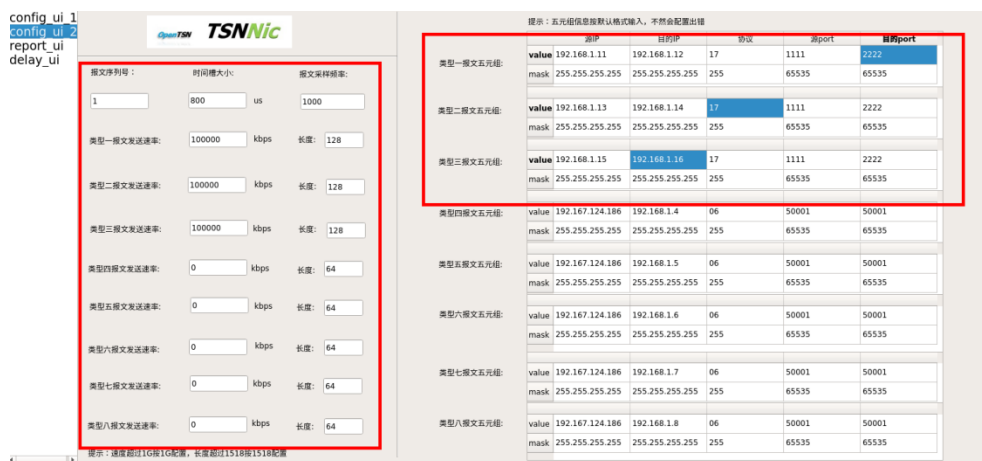 config_ui_1
config_ui_2
report_ui
delay_ui
OpenTSN TSNNic
报文序列号： 时间槽大小: 报文采样频率:
1 800 us 1000
类型一报文发送速率: 100000 kbps 长度: 128
类型二报文发送速率: 100000 kbps 长度: 128
类型三报文发送速率: 100000 kbps 长度: 128
类型四报文发送速率: 0 kbps 长度: 64
类型五报文发送速率: 0 kbps 长度: 64
类型六报文发送速率: 0 kbps 长度: 64
类型七报文发送速率: 0 kbps 长度: 64
类型八报文发送速率: 0 kbps 长度: 64
提示：速度超过1G按1G配置，长度超过1518按1518配置
提示：五元组信息按默认格式输入，不然会配置出错
源IP 目的IP 协议 源port 目的port
类型一报文五元组:
value 192.168.1.11 192.168.1.12 17 1111 2222
mask 255.255.255.255 255.255.255.255 255 65535 65535
类型二报文五元组:
value 192.168.1.13 192.168.1.14 17 1111 2222
mask 255.255.255.255 255.255.255.255 255 65535 65535
类型三报文五元组:
value 192.168.1.15 192.168.1.16 17 1111 2222
mask 255.255.255.255 255.255.255.255 255 65535 65535
类型四报文五元组:
value 192.167.124.186 192.168.1.4 06 50001 50001
mask 255.255.255.255 255.255.255.255 255 65535 65535
类型五报文五元组:
value 192.167.124.186 192.168.1.5 06 50001 50001
mask 255.255.255.255 255.255.255.255 255 65535 65535
类型六报文五元组:
value 192.167.124.186 192.168.1.6 06 50001 50001
mask 255.255.255.255 255.255.255.255 255 65535 65535
类型七报文五元组:
value 192.167.124.186 192.168.1.7 06 50001 50001
mask 255.255.255.255 255.255.255.255 255 65535 65535
类型八报文五元组:
value 192.167.124.186 192.168.1.8 06 50001 50001
mask 255.255.255.255 255.255.255.255 255 65535 65535